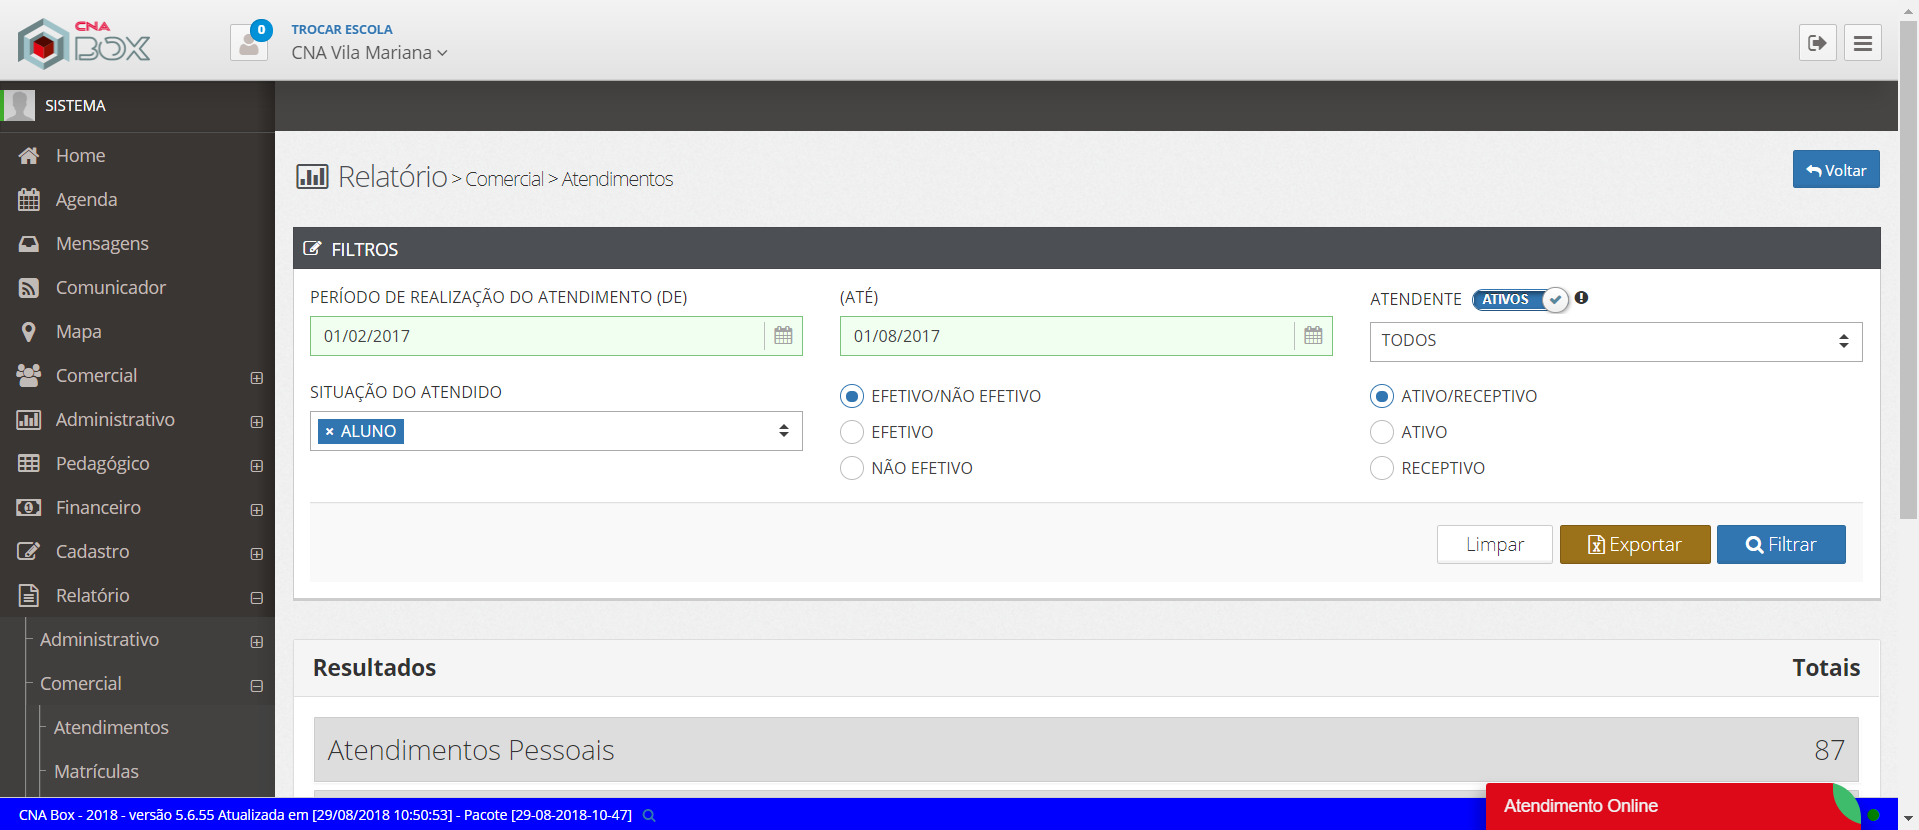 CNA
BOX
0
TROCAR ESCOLA
CNA Vila Mariana
SISTEMA
Home
Agenda
Mensagens
Comunicador
Mapa
Comercial
Administrativo
Pedagógico
Financeiro
Cadastro
Relatório
Administrativo
Comercial
Atendimentos
Matrículas
Relatório > Comercial > Atendimentos
Voltar
FILTROS
PERÍODO DE REALIZAÇÃO DO ATENDIMENTO (DE)
01/02/2017
(ATÉ)
01/08/2017
ATENDENTE ATIVOS
TODOS
SITUAÇÃO DO ATENDIDO
× ALUNO
EFETIVO/NÃO EFETIVO
EFETIVO
NÃO EFETIVO
ATIVO/RECEPTIVO
ATIVO
RECEPTIVO
Limpar
Exportar
Filtrar
Resultados Totais
Atendimentos Pessoais 87
CNA Box - 2018 - versão 5.6.55 Atualizada em [29/08/2018 10:50:53] - Pacote [29-08-2018-10-47]
Atendimento Online